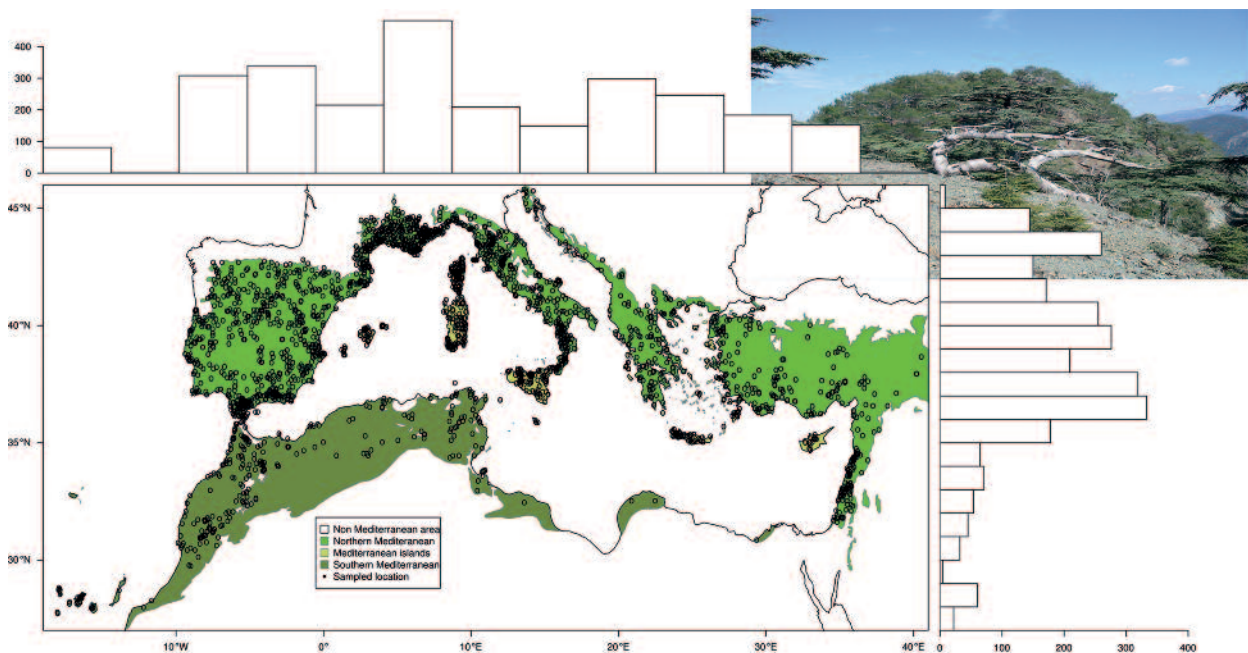 400
300
200
100
0
45°N
40°N
35°N
30°N
Non Mediterranean area
Northern Mediterranean
Mediterranean islands
Southern Mediterranean
Sampled location
10°W
0°
10°E
20°E
30°E
40°E
0
100
200
300
400